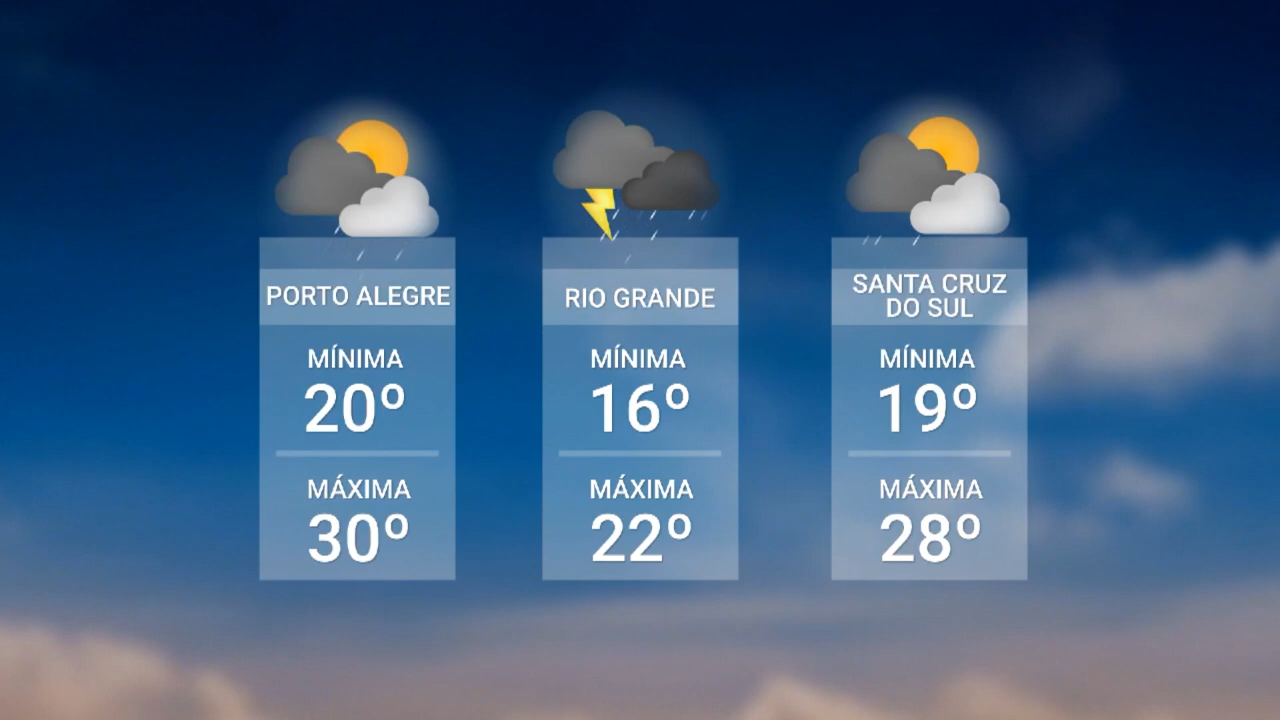 PORTO ALEGRE
MÍNIMA
20º
MÁXIMA
30º
RIO GRANDE
MÍNIMA
16º
MÁXIMA
22º
SANTA CRUZ
DO SUL
MÍNIMA
19º
MÁXIMA
28º